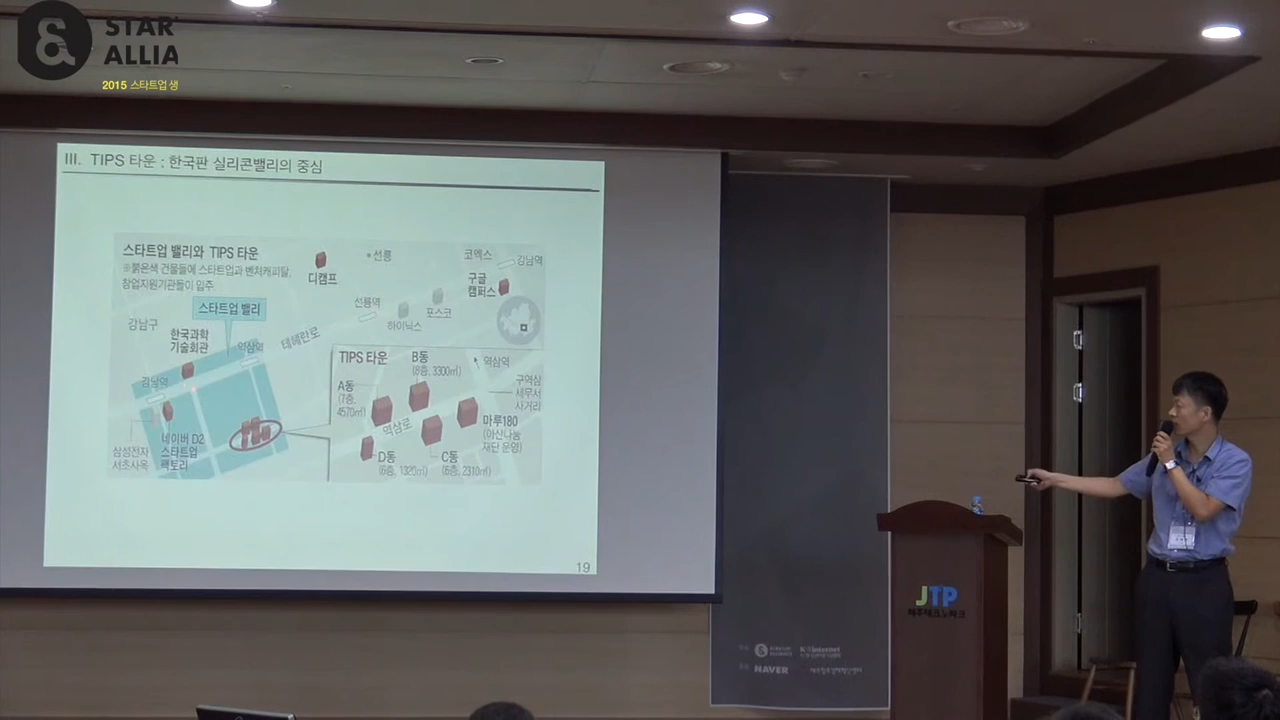 STAR
ALLIA
2015 스타트업 생
III. TIPS 타운 : 한국판 실리콘밸리의 중심
스타트업 밸리와 TIPS 타운
※붉은색 건물들에 스타트업과 벤처캐피탈,
창업지원기관들이 입주
디캠프
선릉
코엑스
강남역
구글
캠퍼스
스타트업 밸리
선릉역
포스코
하이닉스
강남구
한국과학
기술회관
역삼역
테헤란로
강남역
TIPS 타운
A동
(7층,
4570㎡)
B동
(8층, 3300㎡)
역삼역
구역삼
세무서
사거리
역삼로
마루180
(아산나눔
재단 운영)
D동
(6층, 1320㎡)
C동
(6층, 2310㎡)
삼성전자
서초사옥
네이버 D2
스타트업
팩토리
19
JTP
제주테크노파크
NAVER